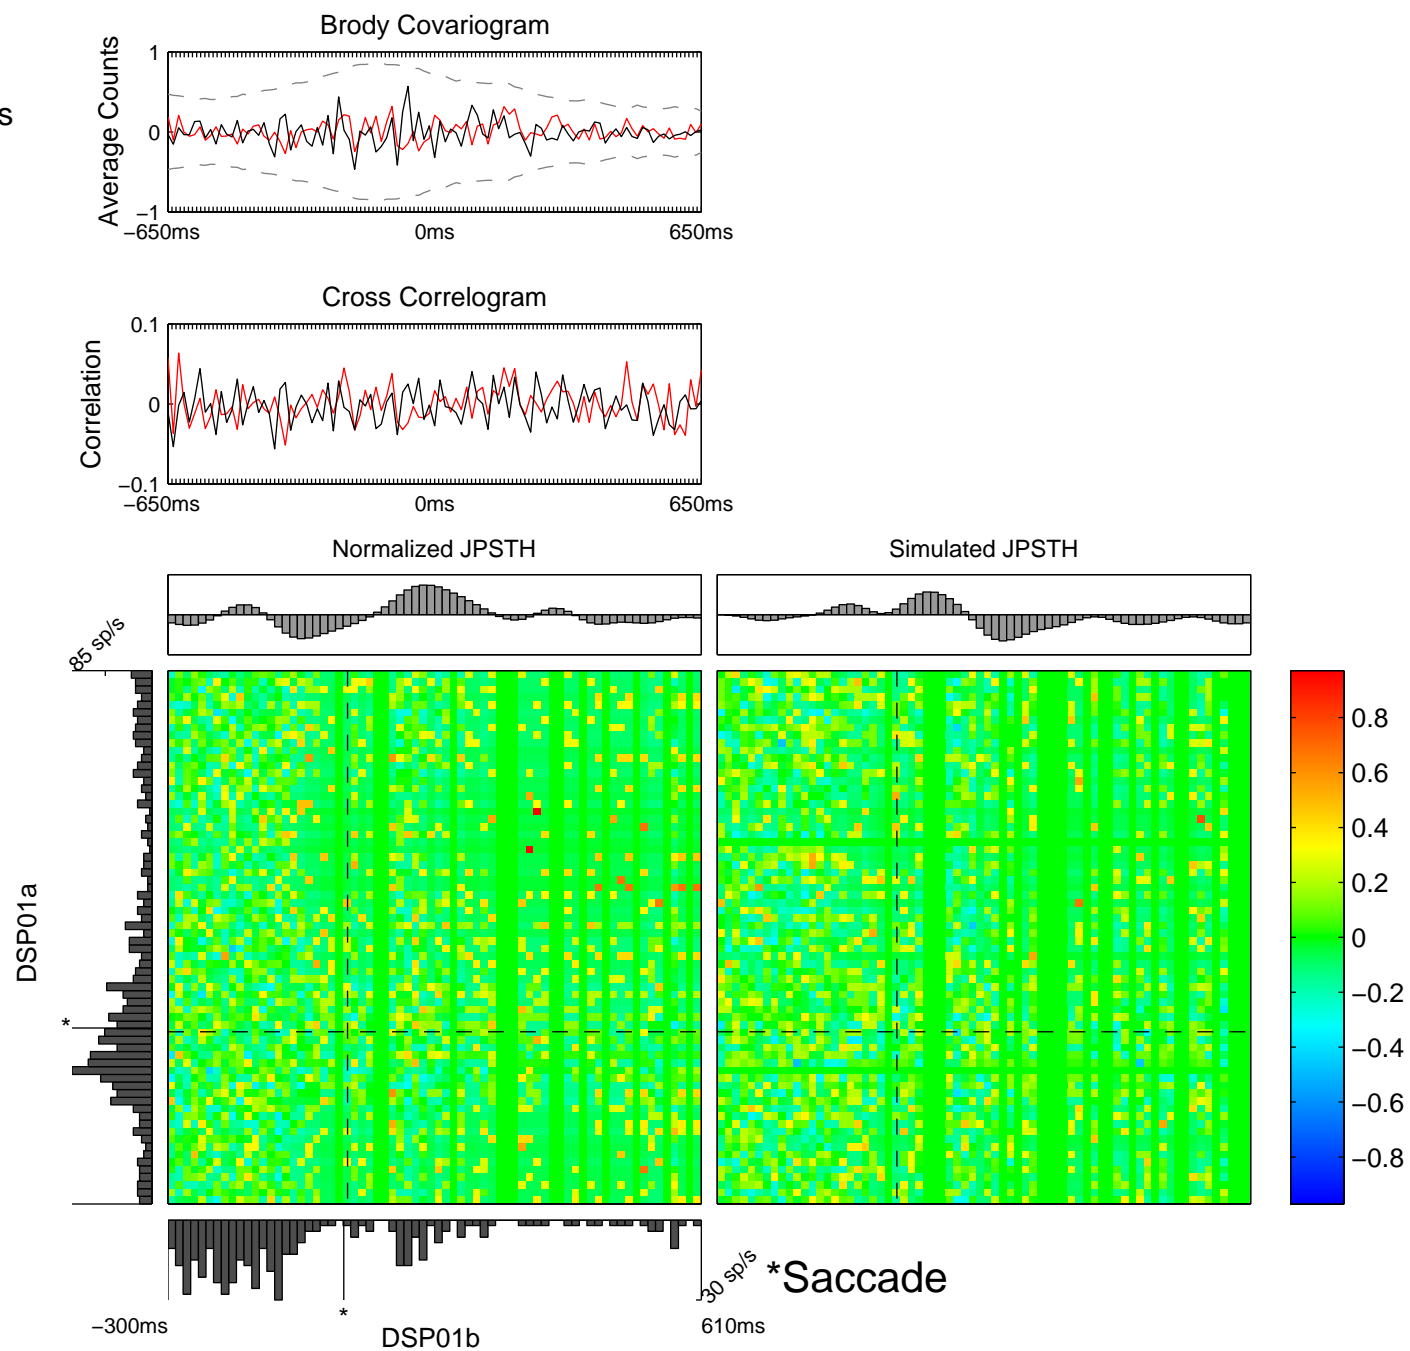 Brody Covariogram
s
Average Counts
1
0
−1
−650ms
0ms
650ms
Cross Correlogram
Correlation
0.1
0
−0.1
−650ms
0ms
650ms
Normalized JPSTH
Simulated JPSTH
85 sp/s
DSP01a
*
0.8
0.6
0.4
0.2
0
−0.2
−0.4
−0.6
−0.8
30 sp/s
*Saccade
*
−300ms
DSP01b
610ms